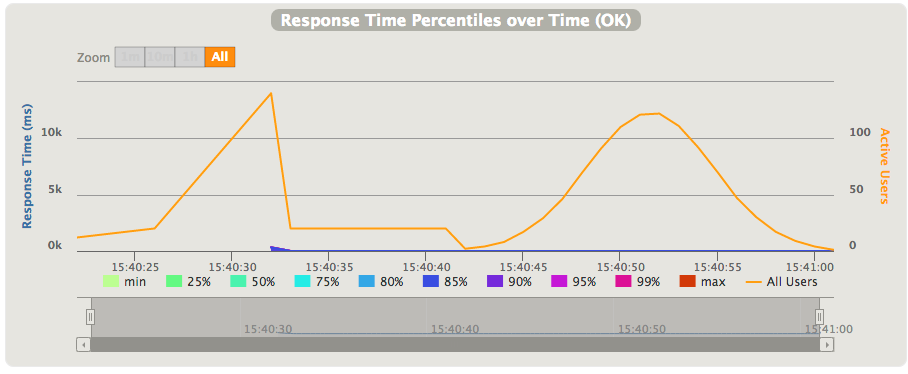 Response Time Percentiles over Time (OK)
Zoom 1m 10m 1h All
Response Time (ms)
10k
5k
0k
100
50
0
Active Users
15:40:25 15:40:30 15:40:35 15:40:40 15:40:45 15:40:50 15:40:55 15:41:00
min 25% 50% 75% 80% 85% 90% 95% 99% max All Users
15:40:30 15:40:40 15:40:50 15:41:00